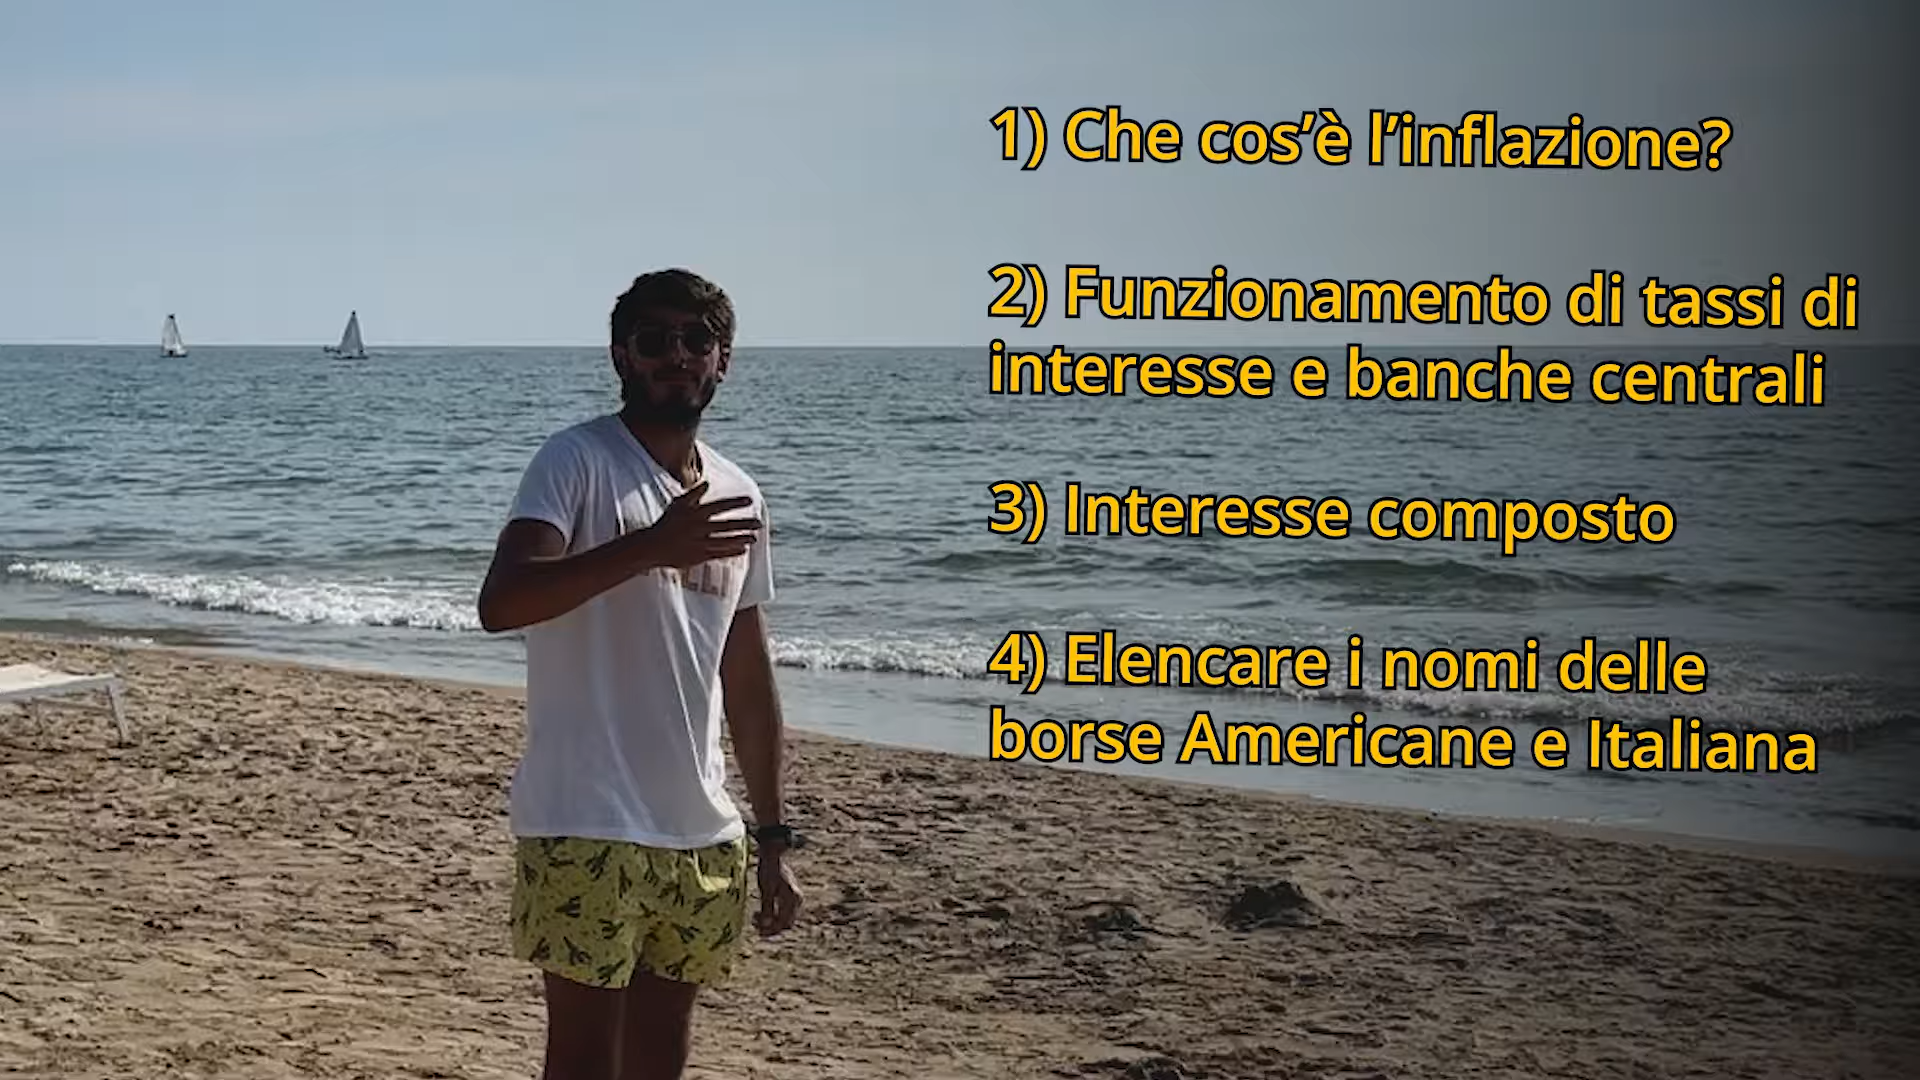 1) Che cos’è l’inflazione?
2) Funzionamento di tassi di
interesse e banche centrali
3) Interesse composto
4) Elencare i nomi delle
borse Americane e Italiana